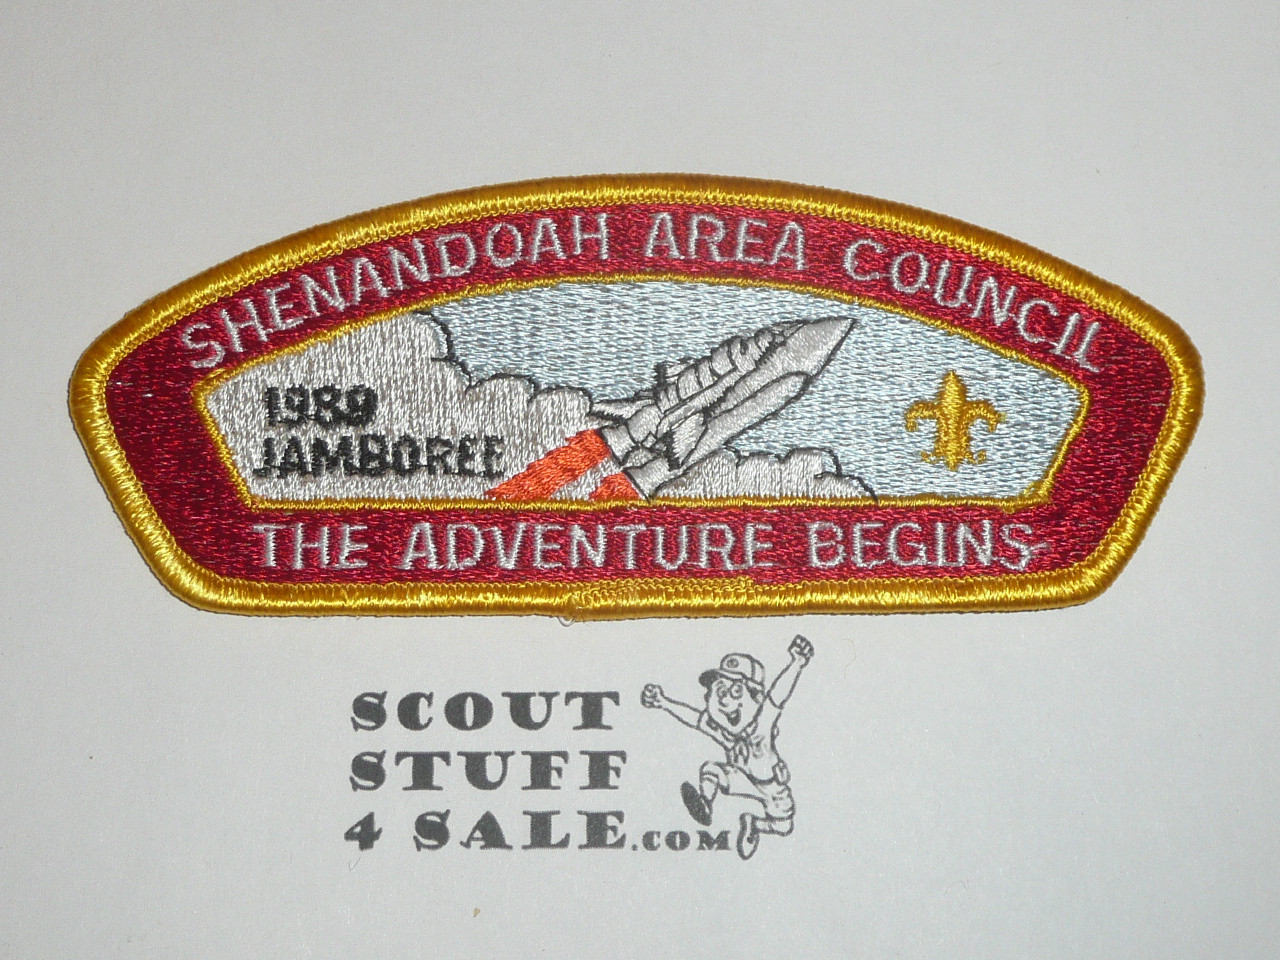 SHENANDOAH AREA COUNCIL
1989
JAMBOREE
THE ADVENTURE BEGINS
SCOUT
STUFF
4 SALE.COM